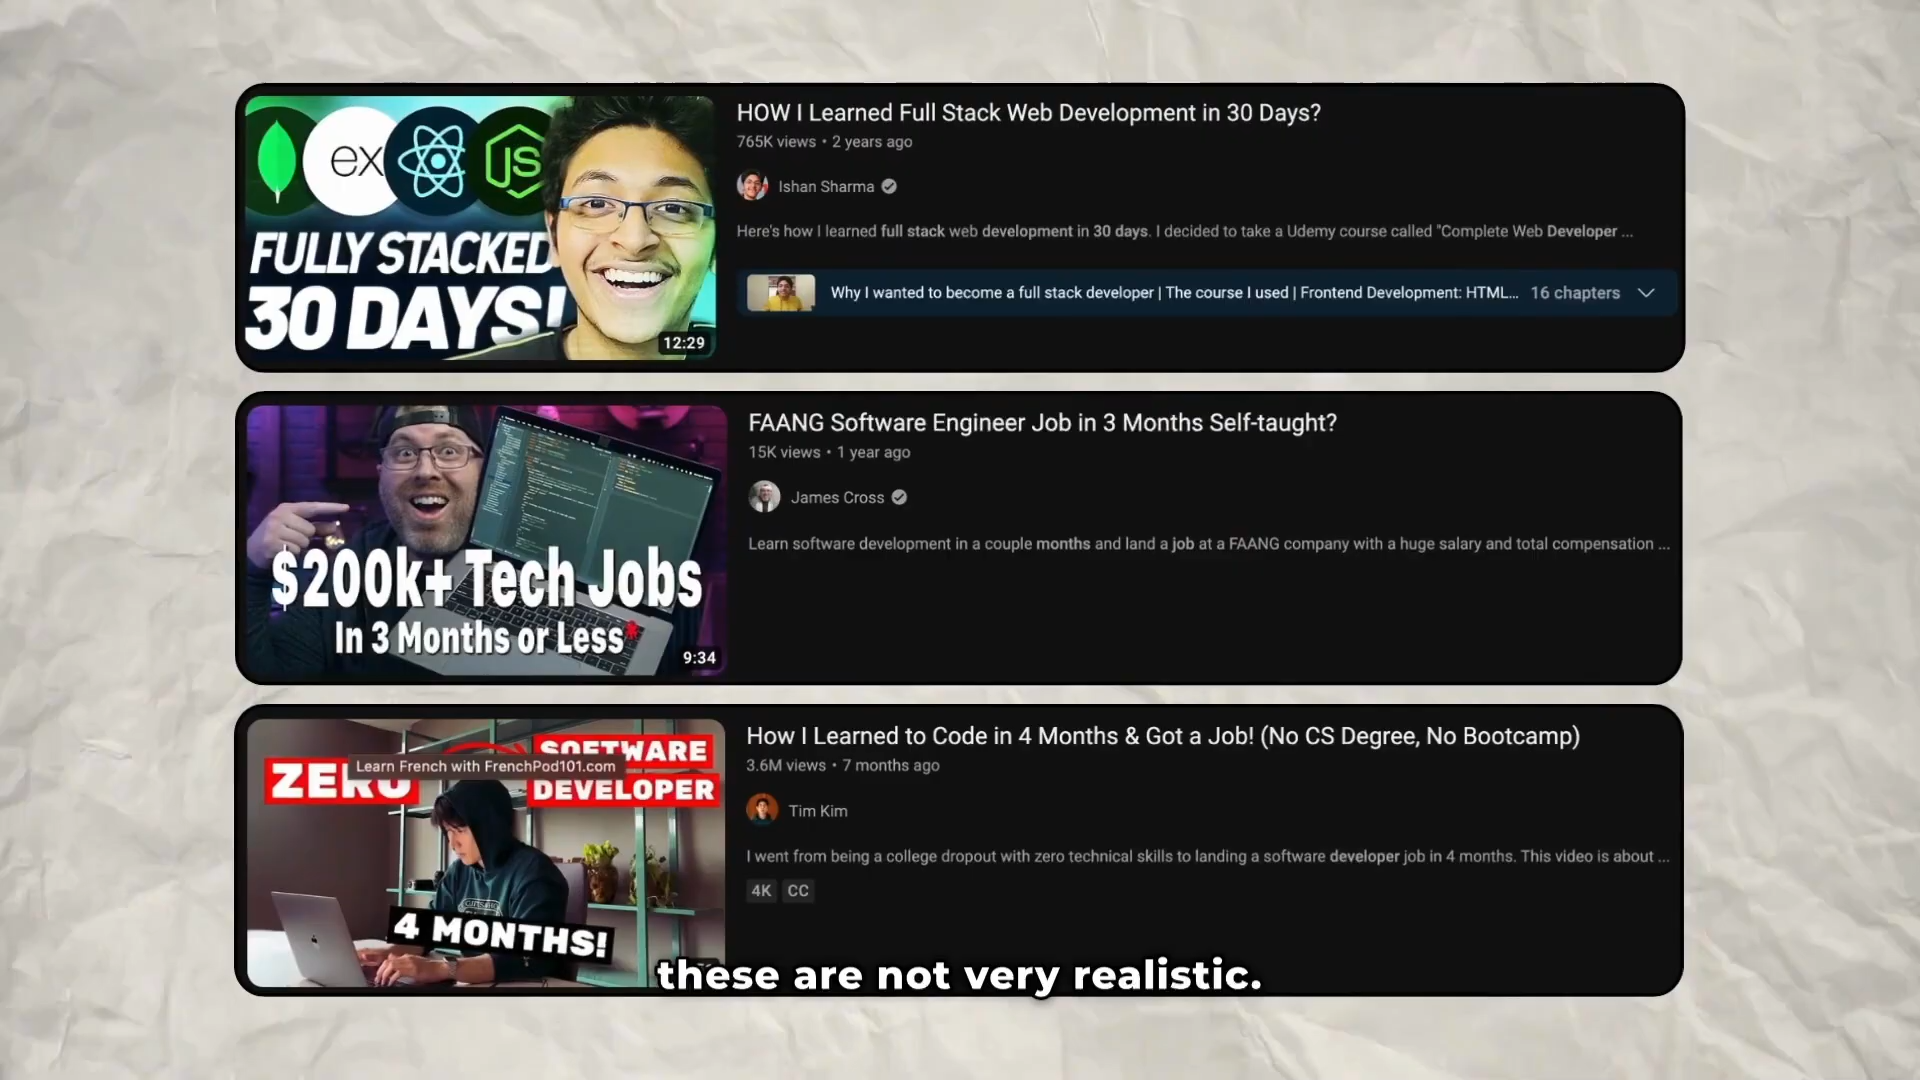 ex
JS
FULLY STACKED
30 DAYS!
12:29
HOW I Learned Full Stack Web Development in 30 Days?
765K views • 2 years ago
Ishan Sharma
Here's how I learned full stack web development in 30 days. I decided to take a Udemy course called "Complete Web Developer ...
Why I wanted to become a full stack developer | The course I used | Frontend Development: HTML... 16 chapters
$200k+ Tech Jobs
In 3 Months or Less*
9:34
FAANG Software Engineer Job in 3 Months Self-taught?
15K views • 1 year ago
James Cross
Learn software development in a couple months and land a job at a FAANG company with a huge salary and total compensation ...
ZERO
Learn French with FrenchPod101.com
SOFTWARE
DEVELOPER
4 MONTHS!
How I Learned to Code in 4 Months & Got a Job! (No CS Degree, No Bootcamp)
3.6M views • 7 months ago
Tim Kim
I went from being a college dropout with zero technical skills to landing a software developer job in 4 months. This video is about ...
4K CC
these are not very realistic.